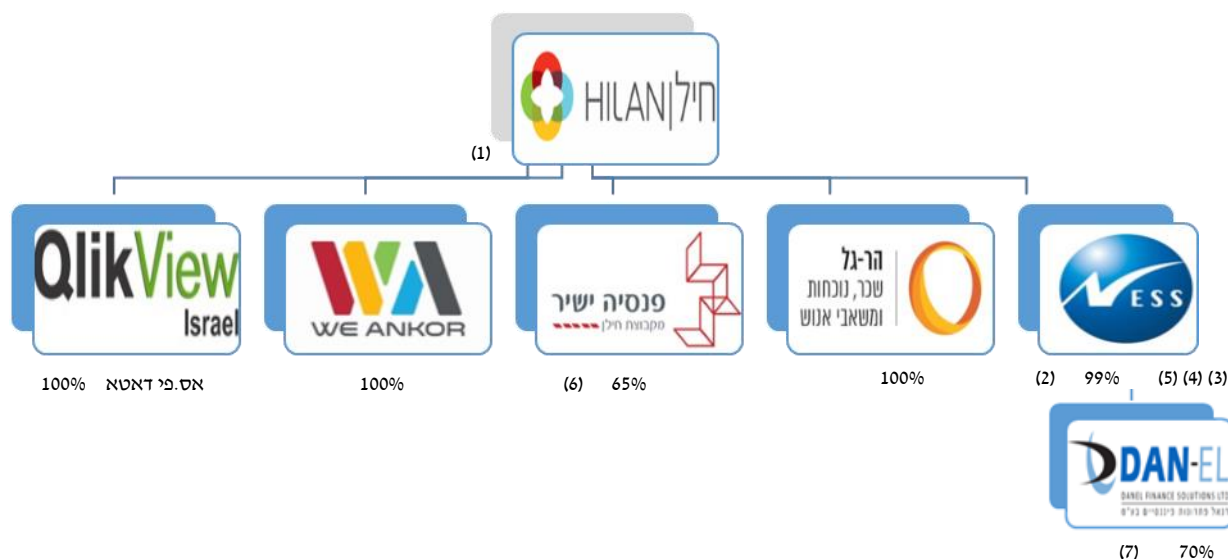 חילן|HILAN
(1)
QlikView
Israel
100% אס.פי דאטא
WE ANKOR
100%
פנסיה ישיר
מקבוצת חילן
(6) 65%
הר-גל
שכר, נוכחות
ומשאבי אנוש
100%
NESS
(2) 99% (5) (4) (3)
DAN-EL
DANEL FINANCE SOLUTIONS LTD
דנאל פתרונות פיננסיים בע"מ
(7) 70%